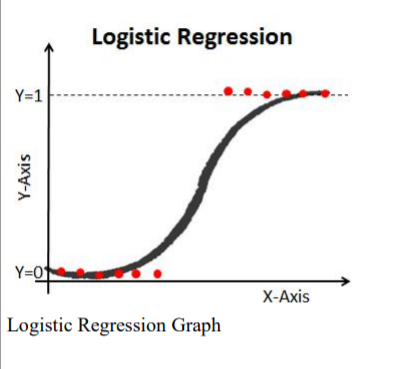 Logistic Regression
Y=1
Y-Axis
Y=0
X-Axis
Logistic Regression Graph